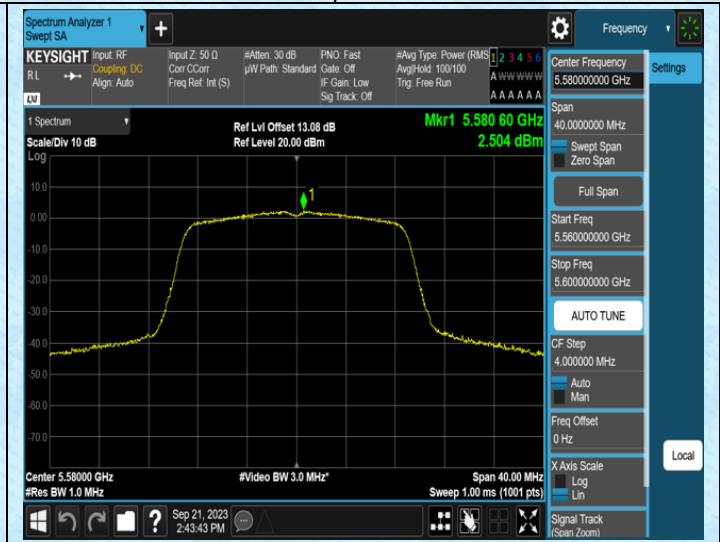 Spectrum Analyzer 1
Swept SA
Frequency
KEYSIGHT
RL
LXI
Input: RF
Coupling: DC
Align: Auto
Input Z: 50 Ω
Corr CCorr
Freq Ref: Int (S)
#Atten: 30 dB
µW Path: Standard
PNO: Fast
Gate: Off
IF Gain: Low
Sig Track: Off
#Avg Type: Power (RMS
Avg|Hold: 100/100
Trig: Free Run
1 2 3 4 5 6
A W W W W W
A A A A A A
1 Spectrum
Scale/Div 10 dB
Log
Ref Lvl Offset 13.08 dB
Ref Level 20.00 dBm
Mkr1 5.580 60 GHz
2.504 dBm
1
10.0
0.00
-10.0
-20.0
-30.0
-40.0
-50.0
-60.0
-70.0
Center 5.58000 GHz
#Res BW 1.0 MHz
#Video BW 3.0 MHz*
Span 40.00 MHz
Sweep 1.00 ms (1001 pts)
Sep 21, 2023
2:43:43 PM
Center Frequency
5.580000000 GHz
Span
40.0000000 MHz
Swept Span
Zero Span
Full Span
Start Freq
5.560000000 GHz
Stop Freq
5.600000000 GHz
AUTO TUNE
CF Step
4.000000 MHz
Auto
Man
Freq Offset
0 Hz
X Axis Scale
Log
Lin
Signal Track
(Span Zoom)
Settings
Local